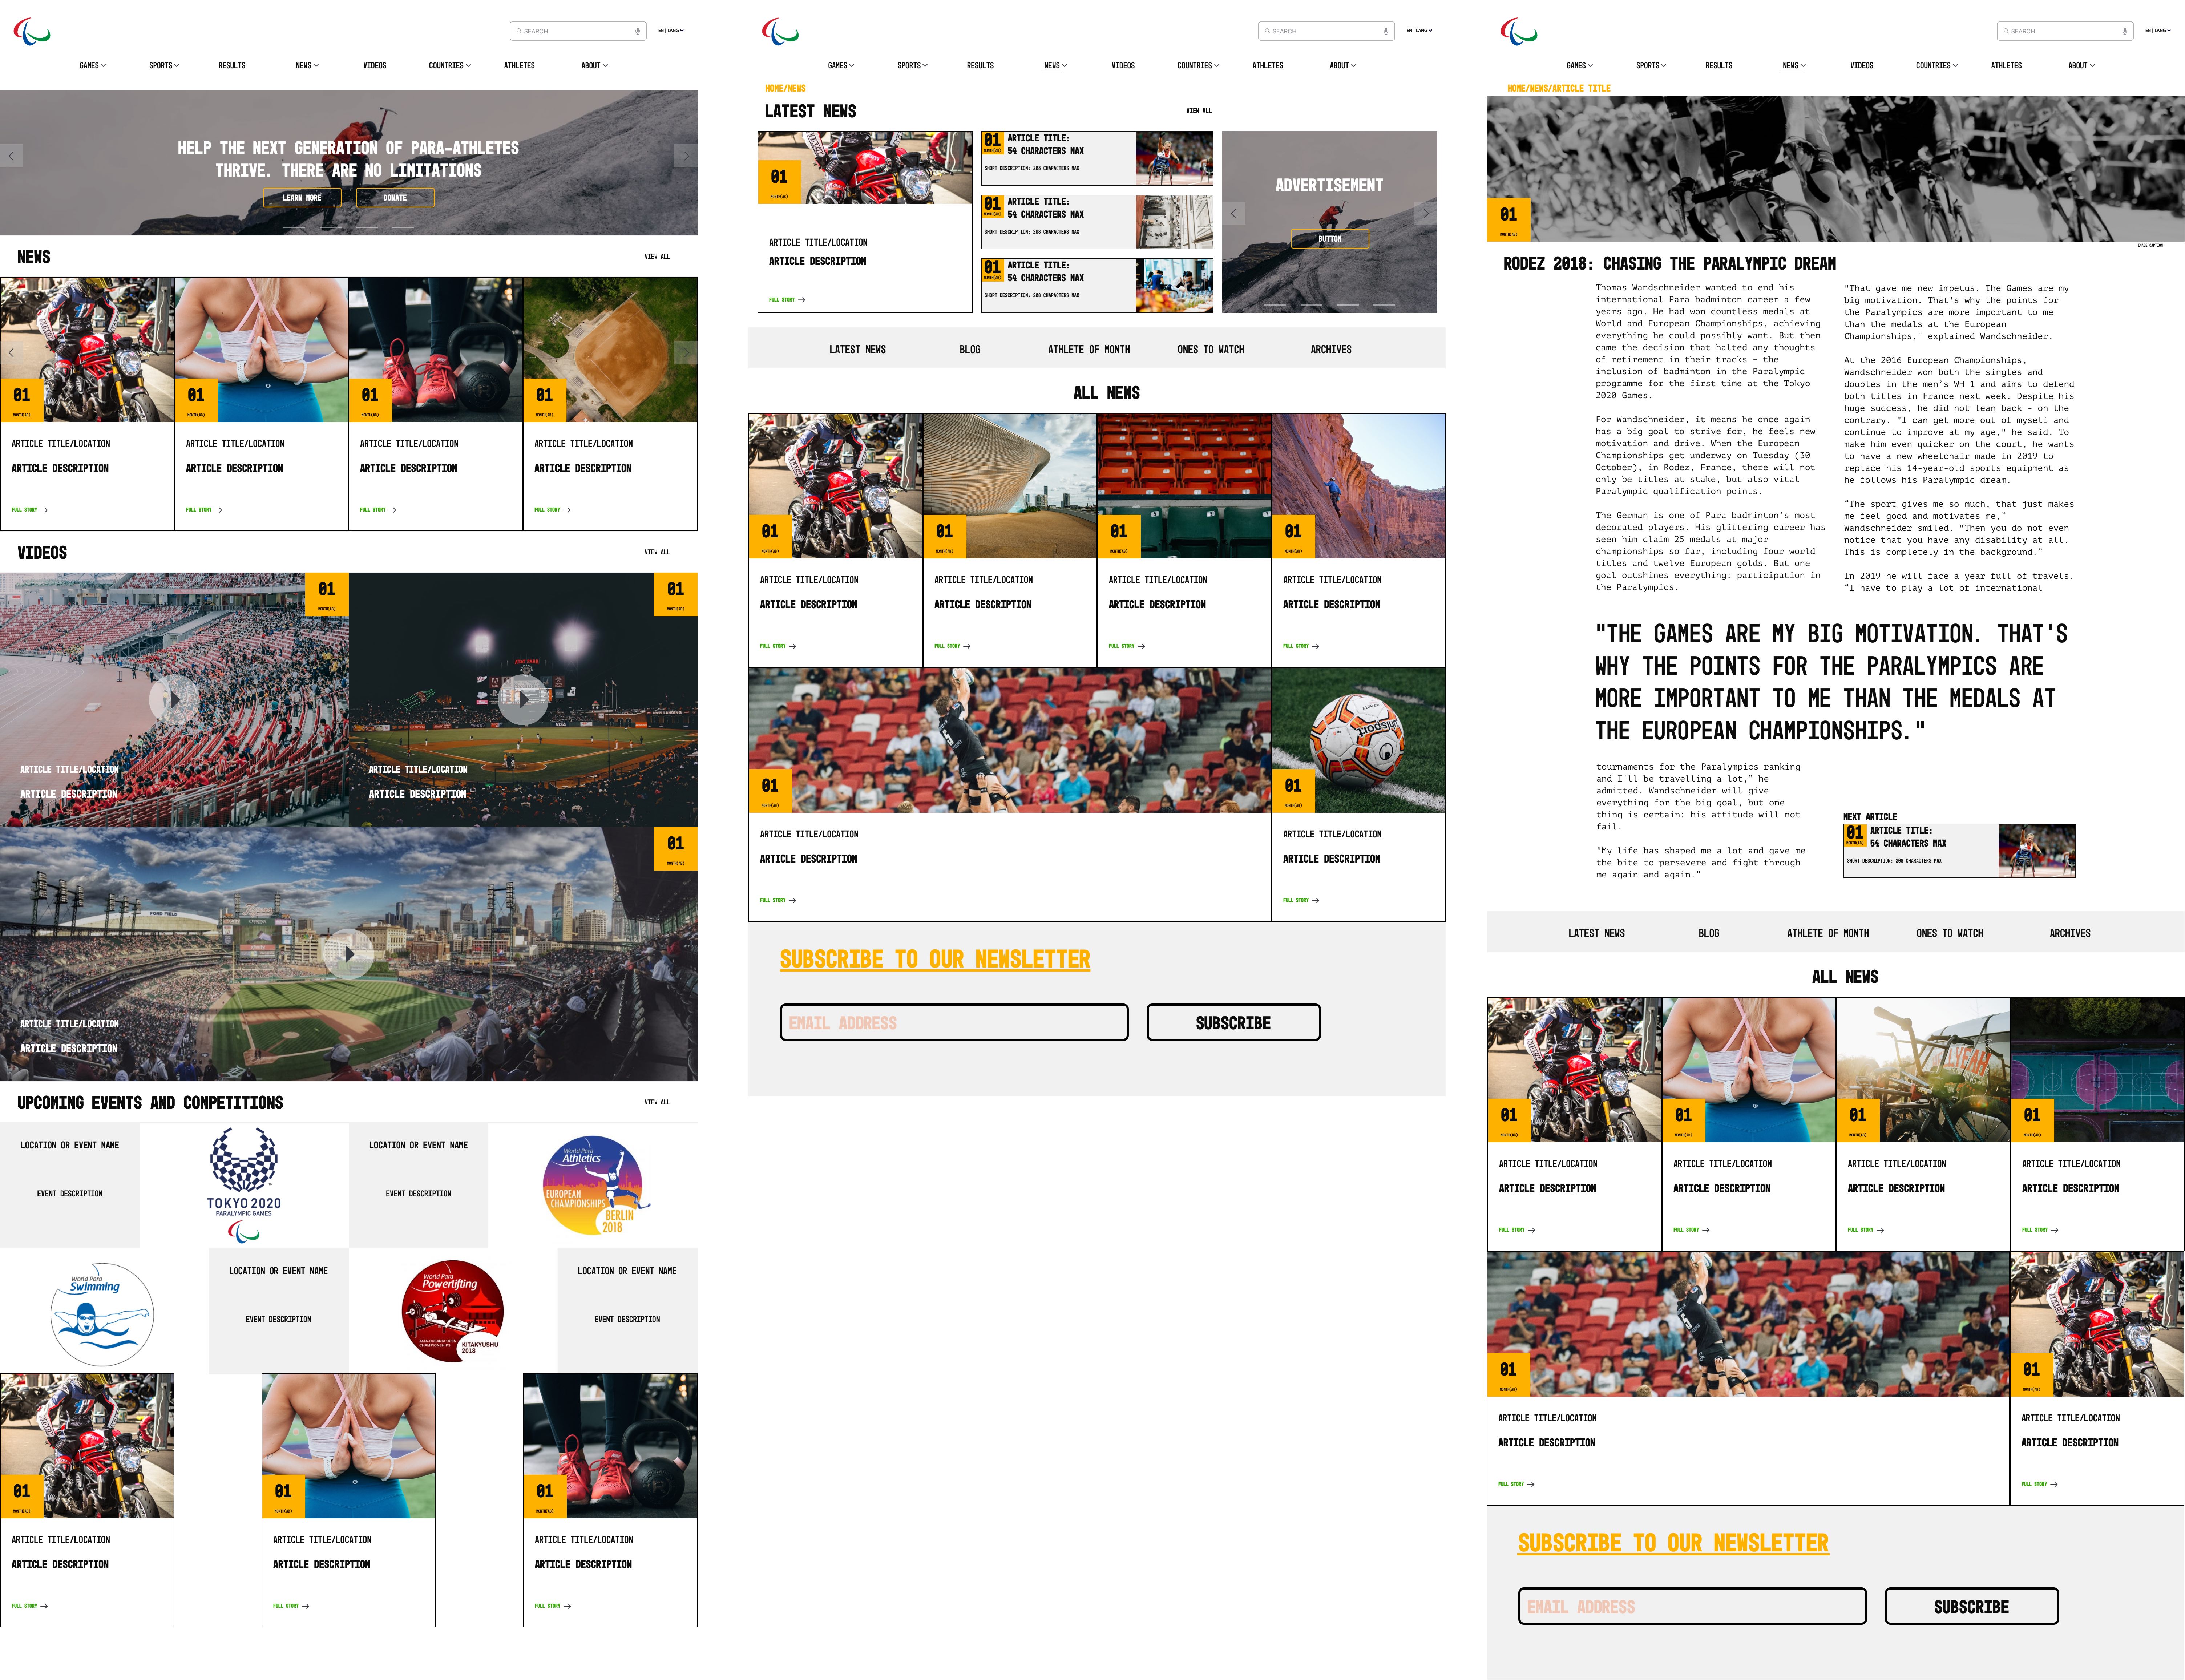 SEARCH
EN | LANG
GAMES
SPORTS
RESULTS
NEWS
VIDEOS
COUNTRIES
ATHLETES
ABOUT
HELP THE NEXT GENERATION OF PARA-ATHLETES
THRIVE. THERE ARE NO LIMITATIONS
LEARN MORE
DONATE
NEWS
VIEW ALL
01
MONTH(AB)
01
MONTH(AB)
01
MONTH(AB)
01
MONTH(AB)
ARTICLE TITLE/LOCATION
ARTICLE DESCRIPTION
FULL STORY
ARTICLE TITLE/LOCATION
ARTICLE DESCRIPTION
FULL STORY
ARTICLE TITLE/LOCATION
ARTICLE DESCRIPTION
FULL STORY
ARTICLE TITLE/LOCATION
ARTICLE DESCRIPTION
FULL STORY
VIDEOS
VIEW ALL
01
MONTH(AB)
ARTICLE TITLE/LOCATION
ARTICLE DESCRIPTION
01
MONTH(AB)
AT&T PARK
ARTICLE TITLE/LOCATION
ARTICLE DESCRIPTION
01
MONTH(AB)
FORD FIELD
ARTICLE TITLE/LOCATION
ARTICLE DESCRIPTION
UPCOMING EVENTS AND COMPETITIONS
VIEW ALL
LOCATION OR EVENT NAME
EVENT DESCRIPTION
TOKYO 2020
PARALYMPIC GAMES
LOCATION OR EVENT NAME
EVENT DESCRIPTION
World Para
Athletics
EUROPEAN
CHAMPIONSHIPS
BERLIN
2018
World Para
Swimming
LOCATION OR EVENT NAME
EVENT DESCRIPTION
World Para
Powerlifting
ASIA-OCEANIA OPEN
CHAMPIONSHIPS
KITAKYUSHU
2018
LOCATION OR EVENT NAME
EVENT DESCRIPTION
01
MONTH(AB)
ARTICLE TITLE/LOCATION
ARTICLE DESCRIPTION
FULL STORY
01
MONTH(AB)
ARTICLE TITLE/LOCATION
ARTICLE DESCRIPTION
FULL STORY
01
MONTH(AB)
ARTICLE TITLE/LOCATION
ARTICLE DESCRIPTION
FULL STORY
SEARCH
EN | LANG
GAMES
SPORTS
RESULTS
NEWS
VIDEOS
COUNTRIES
ATHLETES
ABOUT
HOME/NEWS
LATEST NEWS
VIEW ALL
01
MONTH(AB)
ARTICLE TITLE/LOCATION
ARTICLE DESCRIPTION
FULL STORY
01
MONTH(AB)
ARTICLE TITLE:
54 CHARACTERS MAX
SHORT DESCRIPTION: 208 CHARACTERS MAX
01
MONTH(AB)
ARTICLE TITLE:
54 CHARACTERS MAX
SHORT DESCRIPTION: 208 CHARACTERS MAX
01
MONTH(AB)
ARTICLE TITLE:
54 CHARACTERS MAX
SHORT DESCRIPTION: 208 CHARACTERS MAX
ADVERTISEMENT
BUTTON
LATEST NEWS
BLOG
ATHLETE OF MONTH
ONES TO WATCH
ARCHIVES
ALL NEWS
01
MONTH(AB)
ARTICLE TITLE/LOCATION
ARTICLE DESCRIPTION
FULL STORY
01
MONTH(AB)
ARTICLE TITLE/LOCATION
ARTICLE DESCRIPTION
FULL STORY
01
MONTH(AB)
ARTICLE TITLE/LOCATION
ARTICLE DESCRIPTION
FULL STORY
01
MONTH(AB)
ARTICLE TITLE/LOCATION
ARTICLE DESCRIPTION
FULL STORY
01
MONTH(AB)
ARTICLE TITLE/LOCATION
ARTICLE DESCRIPTION
FULL STORY
01
MONTH(AB)
ARTICLE TITLE/LOCATION
ARTICLE DESCRIPTION
FULL STORY
SUBSCRIBE TO OUR NEWSLETTER
EMAIL ADDRESS
SUBSCRIBE
SEARCH
EN | LANG
GAMES
SPORTS
RESULTS
NEWS
VIDEOS
COUNTRIES
ATHLETES
ABOUT
HOME/NEWS/ARTICLE TITLE
01
MONTH(AB)
IMAGE CAPTION
RODEZ 2018: CHASING THE PARALYMPIC DREAM
Thomas Wandschneider wanted to end his
international Para badminton career a few
years ago. He had won countless medals at
World and European Championships, achieving
everything he could possibly want. But then
came the decision that halted any thoughts
of retirement in their tracks – the
inclusion of badminton in the Paralympic
programme for the first time at the Tokyo
2020 Games.
For Wandschneider, it means he once again
has a big goal to strive for, he feels new
motivation and drive. When the European
Championships get underway on Tuesday (30
October), in Rodez, France, there will not
only be titles at stake, but also vital
Paralympic qualification points.
The German is one of Para badminton's most
decorated players. His glittering career has
seen him claim 25 medals at major
championships so far, including four world
titles and twelve European golds. But one
goal outshines everything: participation in
the Paralympics.
"That gave me new impetus. The Games are my
big motivation. That's why the points for
the Paralympics are more important to me
than the medals at the European
Championships," explained Wandschneider.
At the 2016 European Championships,
Wandschneider won both the singles and
doubles in the men's WH 1 and aims to defend
both titles in France next week. Despite his
huge success, he did not lean back – on the
contrary. "I can get more out of myself and
continue to improve at my age," he said. To
make him even quicker on the court, he wants
to have a new wheelchair made in 2019 to
replace his 14-year-old sports equipment as
he follows his Paralympic dream.
"The sport gives me so much, that just makes
me feel good and motivates me,"
Wandschneider smiled. "Then you do not even
notice that you have any disability at all.
This is completely in the background."
In 2019 he will face a year full of travels.
"I have to play a lot of international
"THE GAMES ARE MY BIG MOTIVATION. THAT'S
WHY THE POINTS FOR THE PARALYMPICS ARE
MORE IMPORTANT TO ME THAN THE MEDALS AT
THE EUROPEAN CHAMPIONSHIPS."
tournaments for the Paralympics ranking
and I'll be travelling a lot," he
admitted. Wandschneider will give
everything for the big goal, but one
thing is certain: his attitude will not
fail.
"My life has shaped me a lot and gave me
the bite to persevere and fight through
me again and again."
NEXT ARTICLE
01
MONTH(AB)
ARTICLE TITLE:
54 CHARACTERS MAX
SHORT DESCRIPTION: 208 CHARACTERS MAX
LATEST NEWS
BLOG
ATHLETE OF MONTH
ONES TO WATCH
ARCHIVES
ALL NEWS
01
MONTH(AB)
ARTICLE TITLE/LOCATION
ARTICLE DESCRIPTION
FULL STORY
01
MONTH(AB)
ARTICLE TITLE/LOCATION
ARTICLE DESCRIPTION
FULL STORY
01
MONTH(AB)
ARTICLE TITLE/LOCATION
ARTICLE DESCRIPTION
FULL STORY
01
MONTH(AB)
ARTICLE TITLE/LOCATION
ARTICLE DESCRIPTION
FULL STORY
01
MONTH(AB)
ARTICLE TITLE/LOCATION
ARTICLE DESCRIPTION
FULL STORY
01
MONTH(AB)
ARTICLE TITLE/LOCATION
ARTICLE DESCRIPTION
FULL STORY
SUBSCRIBE TO OUR NEWSLETTER
EMAIL ADDRESS
SUBSCRIBE